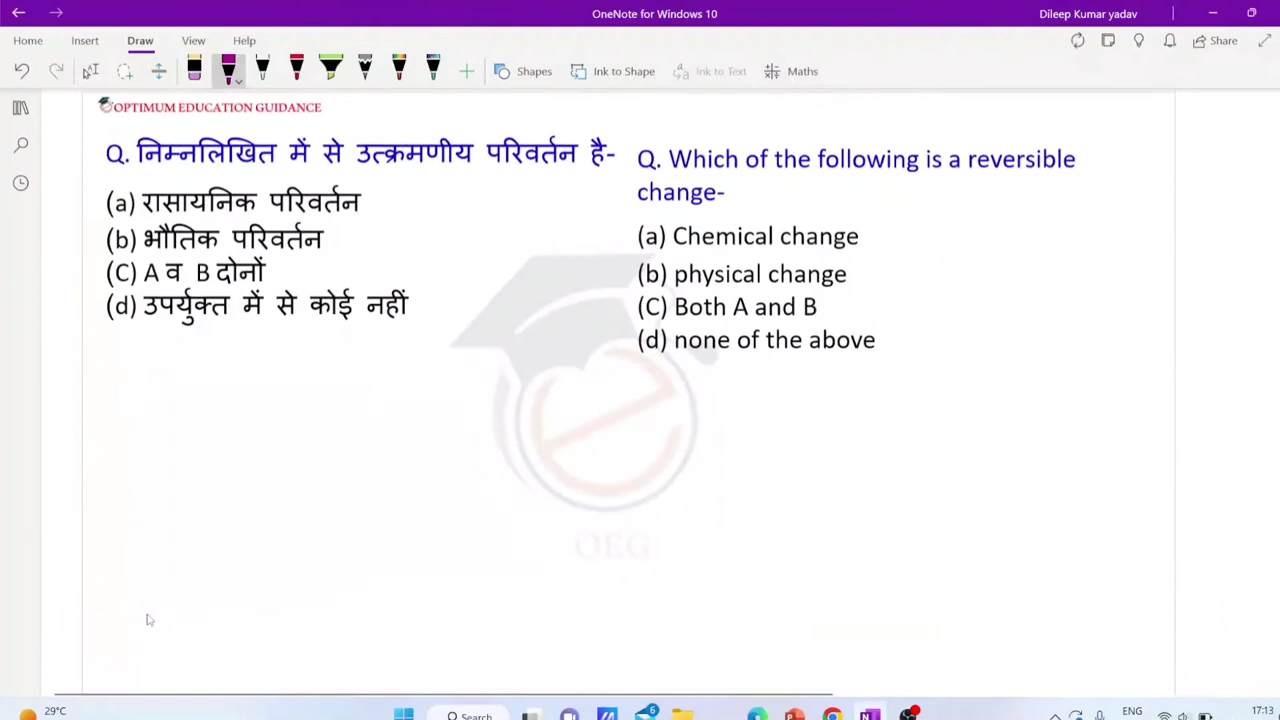 OneNote for Windows 10
Dileep Kumar yadav
Home Insert Draw View Help
Share
Shapes Ink to Shape Ink to Text Maths
OPTIMUM EDUCATION GUIDANCE
Q. निम्नलिखित में से उत्क्रमणीय परिवर्तन है-
(a) रासायनिक परिवर्तन
(b) भौतिक परिवर्तन
(C) A व B दोनों
(d) उपर्युक्त में से कोई नहीं
Q. Which of the following is a reversible
change-
(a) Chemical change
(b) physical change
(C) Both A and B
(d) none of the above
OEG
29°C
Search
6
ENG
17:13